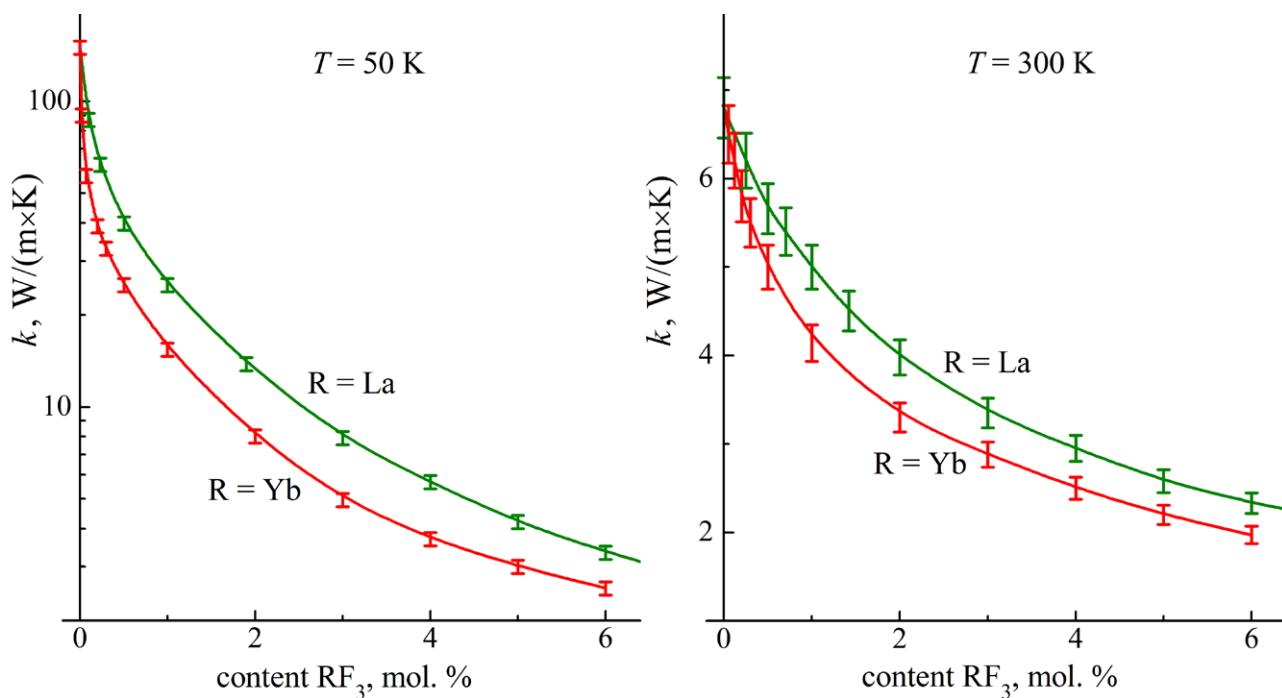 T = 50 K
100
10
k, W/(m×K)
R = La
R = Yb
0 2 4 6
content RF₃, mol. %
T = 300 K
6
4
2
k, W/(m×K)
R = La
R = Yb
0 2 4 6
content RF₃, mol. %